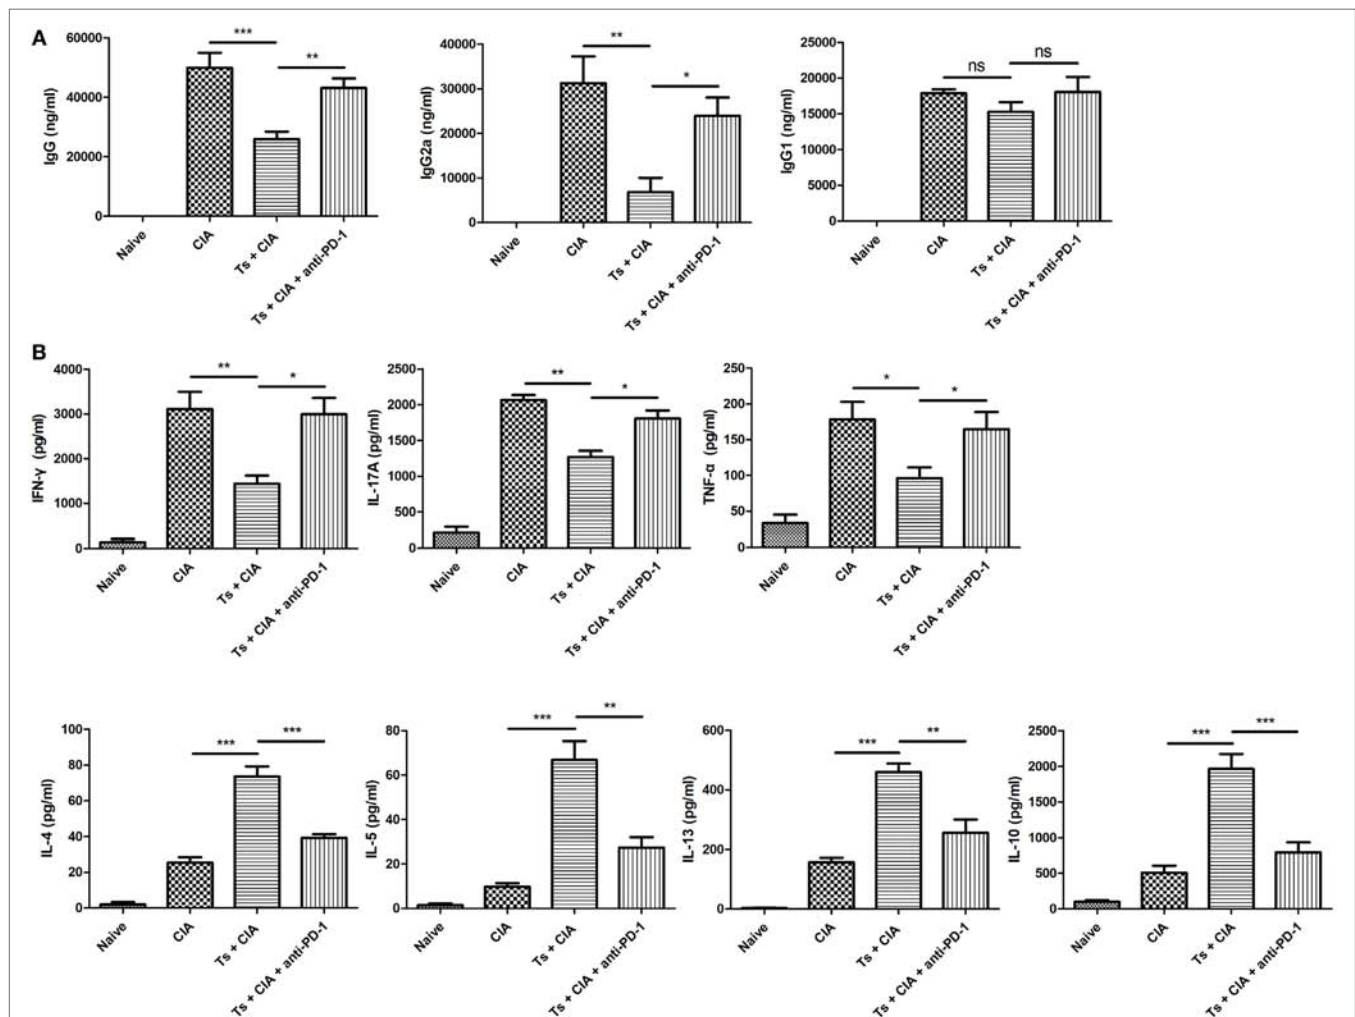 A
IgG (ng/ml)
60000
40000
20000
0
***
**
Naive
CIA
Ts + CIA
Ts + CIA + anti-PD-1
IgG2a (ng/ml)
40000
30000
20000
10000
0
**
*
Naive
CIA
Ts + CIA
Ts + CIA + anti-PD-1
IgG1 (ng/ml)
25000
20000
15000
10000
5000
0
ns
ns
Naive
CIA
Ts + CIA
Ts + CIA + anti-PD-1
B
IFN-γ (pg/ml)
4000
3000
2000
1000
0
**
*
Naive
CIA
Ts + CIA
Ts + CIA + anti-PD-1
IL-17A (pg/ml)
2500
2000
1500
1000
500
0
**
*
Naive
CIA
Ts + CIA
Ts + CIA + anti-PD-1
TNF-α (pg/ml)
250
200
150
100
50
0
*
*
Naive
CIA
Ts + CIA
Ts + CIA + anti-PD-1
IL-4 (pg/ml)
100
80
60
40
20
0
***
***
Naive
CIA
Ts + CIA
Ts + CIA + anti-PD-1
IL-5 (pg/ml)
80
60
40
20
0
***
**
Naive
CIA
Ts + CIA
Ts + CIA + anti-PD-1
IL-13 (pg/ml)
600
400
200
0
***
**
Naive
CIA
Ts + CIA
Ts + CIA + anti-PD-1
IL-10 (pg/ml)
2500
2000
1500
1000
500
0
***
***
Naive
CIA
Ts + CIA
Ts + CIA + anti-PD-1